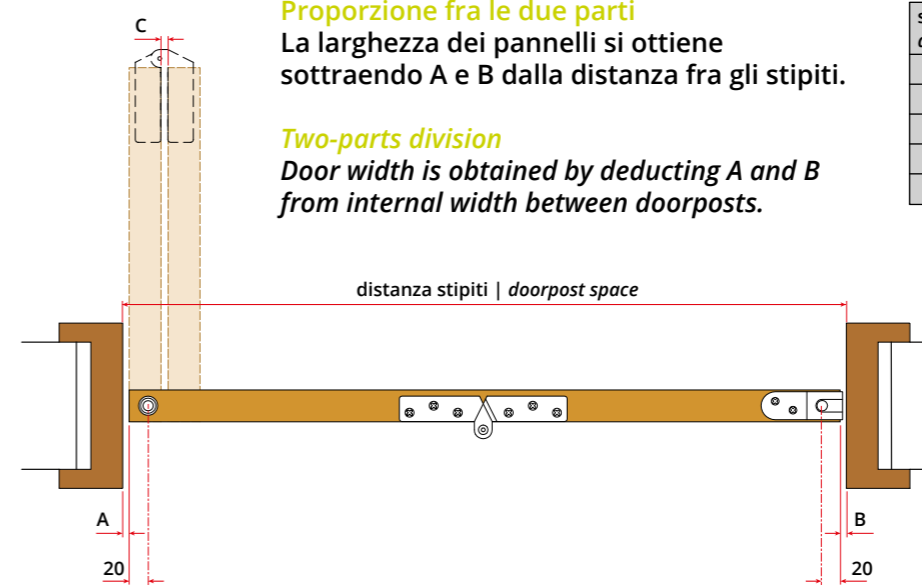 Proporzione fra le due parti
La larghezza dei pannelli si ottiene
sottraendo A e B dalla distanza fra gli stipiti.
Two-parts division
Door width is obtained by deducting A and B
from internal width between doorposts.
C
distanza stipiti | doorpost space
A
B
20
20